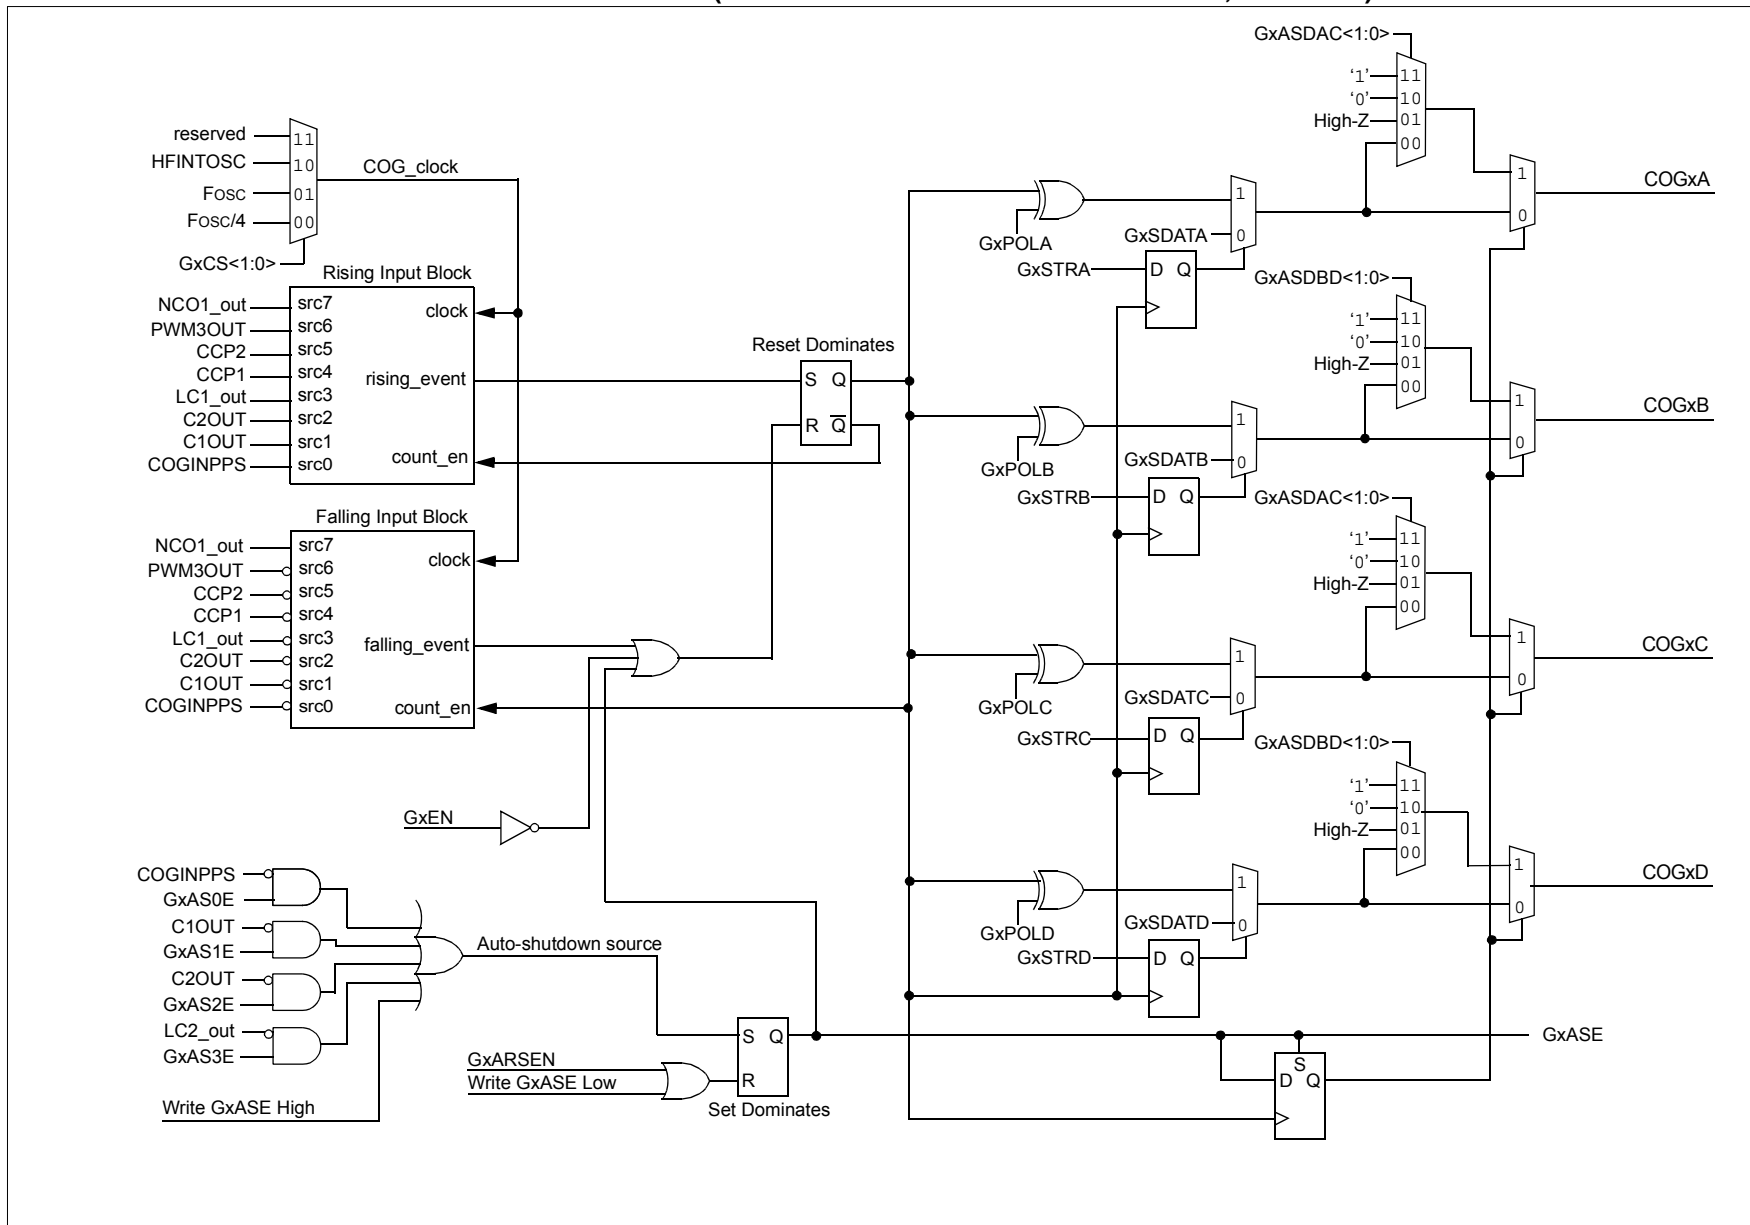 GxASDAC<1:0>
'1'
11
'0'
10
High-Z
01
00
reserved
11
HFINTOSC
10
COG_clock
FOSC
01
FOSC/4
00
GxCS<1:0>
1
COGxA
0
1
GxPOLA
GxSDATA
0
GxSTRA
D Q
Rising Input Block
NCO1_out
src7
clock
PWM3OUT
src6
CCP2
src5
CCP1
src4
rising_event
LC1_out
src3
C2OUT
src2
C1OUT
src1
COGINPPS
src0
count_en
Reset Dominates
S Q
R Q
GxASDBD<1:0>
'1'
11
'0'
10
High-Z
01
00
1
COGxB
0
1
GxPOLB
GxSDATB
0
GxSTRB
D Q
Falling Input Block
NCO1_out
src7
clock
PWM3OUT
src6
CCP2
src5
CCP1
src4
LC1_out
src3
falling_event
C2OUT
src2
C1OUT
src1
COGINPPS
src0
count_en
GxASDAC<1:0>
'1'
11
'0'
10
High-Z
01
00
1
COGxC
0
1
GxPOLC
GxSDATC
0
GxSTRC
D Q
GxEN
GxASDBD<1:0>
'1'
11
'0'
10
High-Z
01
00
1
COGxD
0
1
GxPOLD
GxSDATD
0
GxSTRD
D Q
COGINPPS
GxAS0E
C1OUT
GxAS1E
C2OUT
GxAS2E
LC2_out
GxAS3E
Auto-shutdown source
Write GxASE High
GxARSEN
Write GxASE Low
S Q
R
Set Dominates
GxASE
S
D Q